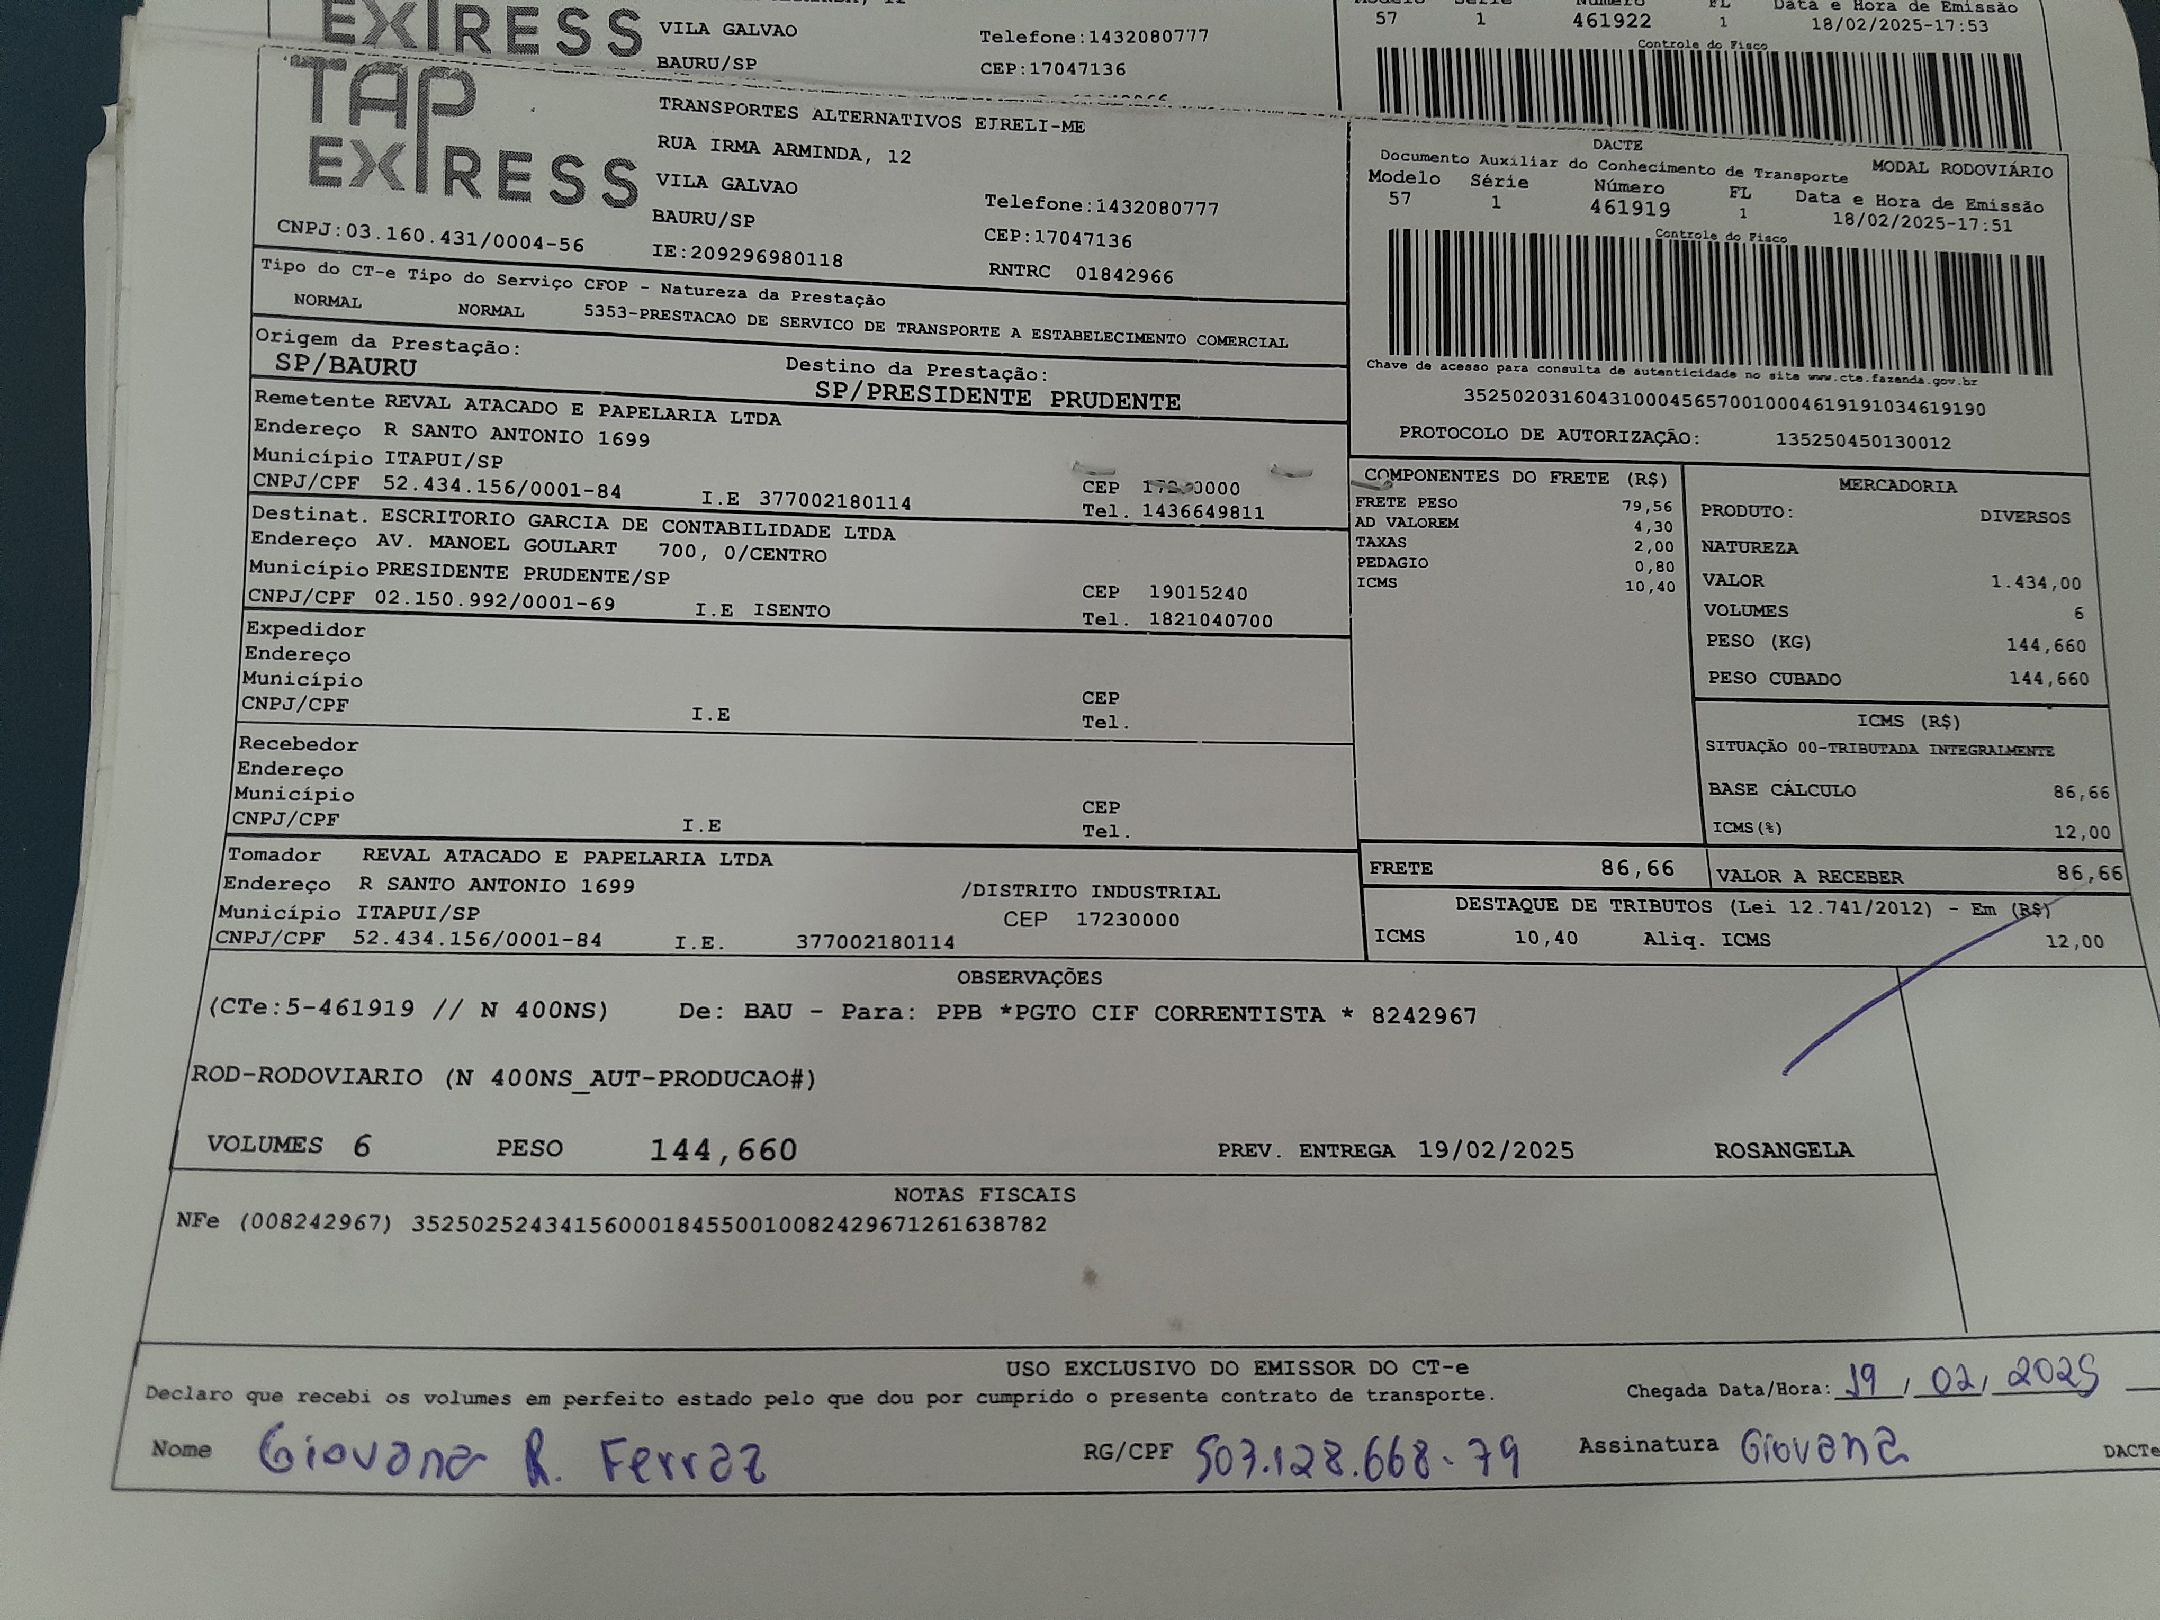 EXPRESS
VILA GALVAO
Telefone:1432080777
BAURU/SP
CEP:17047136
57 1 461922 1 18/02/2025-17:53
Data e Hora de Emissão
Controle do Fisco
TAP
EXPRESS
CNPJ:03.160.431/0004-56
TRANSPORTES ALTERNATIVOS EIRELI-ME
RUA IRMA ARMINDA, 12
VILA GALVAO
Telefone:1432080777
BAURU/SP
CEP:17047136
IE:209296980118
RNTRC 01842966
DACTE
Documento Auxiliar do Conhecimento de Transporte MODAL RODOVIÁRIO
Modelo Série Número FL Data e Hora de Emissão
57 1 461919 1 18/02/2025-17:51
Controle do Fisco
Chave de acesso para consulta de autenticidade no site www.cte.fazenda.gov.br
35250203160431000456570010004619191034619190
PROTOCOLO DE AUTORIZAÇÃO: 135250450130012
Tipo do CT-e Tipo do Serviço CFOP - Natureza da Prestação
NORMAL NORMAL 5353-PRESTACAO DE SERVICO DE TRANSPORTE A ESTABELECIMENTO COMERCIAL
Origem da Prestação: Destino da Prestação:
SP/BAURU SP/PRESIDENTE PRUDENTE
Remetente REVAL ATACADO E PAPELARIA LTDA
Endereço R SANTO ANTONIO 1699
Município ITAPUI/SP CEP
CNPJ/CPF 52.434.156/0001-84 I.E 377002180114 Tel. 1436649811
Destinat. ESCRITORIO GARCIA DE CONTABILIDADE LTDA
Endereço AV. MANOEL GOULART 700, 0/CENTRO
Município PRESIDENTE PRUDENTE/SP CEP 19015240
CNPJ/CPF 02.150.992/0001-69 I.E ISENTO Tel. 1821040700
Expedidor
Endereço
Município CEP
CNPJ/CPF I.E Tel.
Recebedor
Endereço
Município CEP
CNPJ/CPF I.E Tel.
Tomador REVAL ATACADO E PAPELARIA LTDA
Endereço R SANTO ANTONIO 1699 /DISTRITO INDUSTRIAL
Município ITAPUI/SP CEP 17230000
CNPJ/CPF 52.434.156/0001-84 I.E. 377002180114
COMPONENTES DO FRETE (R$)
FRETE PESO 79,56
AD VALOREM 4,30
TAXAS 2,00
PEDAGIO 0,80
ICMS 10,40
MERCADORIA
PRODUTO: DIVERSOS
NATUREZA
VALOR 1.434,00
VOLUMES 6
PESO (KG) 144,660
PESO CUBADO 144,660
ICMS (R$)
SITUAÇÃO 00-TRIBUTADA INTEGRALMENTE
BASE CÁLCULO 86,66
ICMS(%) 12,00
FRETE 86,66 VALOR A RECEBER 86,66
DESTAQUE DE TRIBUTOS (Lei 12.741/2012) - Em (R$)
ICMS 10,40 Aliq. ICMS 12,00
OBSERVAÇÕES
(CTe:5-461919 // N 400NS) De: BAU - Para: PPB *PGTO CIF CORRENTISTA * 8242967
ROD-RODOVIARIO (N 400NS_AUT-PRODUCAO#)
VOLUMES 6 PESO 144,660 PREV. ENTREGA 19/02/2025 ROSANGELA
NOTAS FISCAIS
NFe (008242967) 35250252434156000184550010082429671261638782
USO EXCLUSIVO DO EMISSOR DO CT-e
Declaro que recebi os volumes em perfeito estado pelo que dou por cumprido o presente contrato de transporte. Chegada Data/Hora: 19/02/2025
Nome Giovana R. Ferraz RG/CPF 503.128.668-79 Assinatura Giovana DACTe